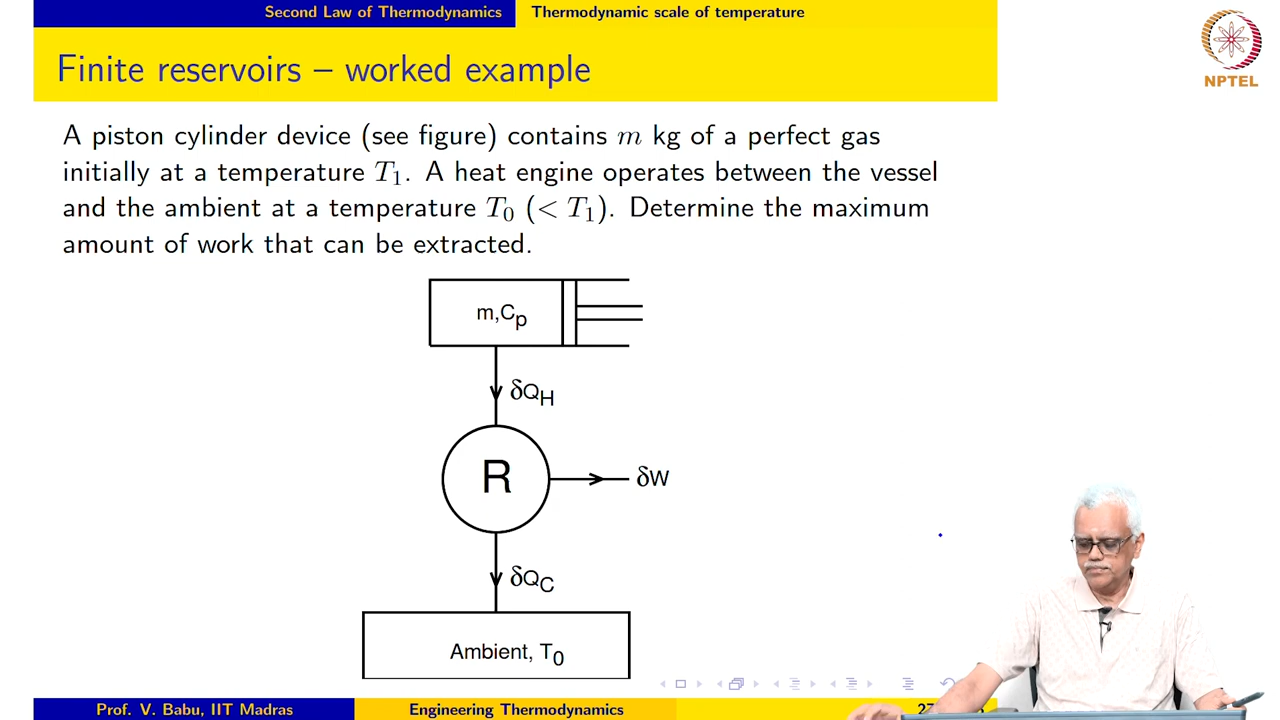 Second Law of Thermodynamics Thermodynamic scale of temperature
Finite reservoirs – worked example
NPTEL
A piston cylinder device (see figure) contains m kg of a perfect gas
initially at a temperature T₁. A heat engine operates between the vessel
and the ambient at a temperature T₀ (< T₁). Determine the maximum
amount of work that can be extracted.
m,Cₚ
δQ_H
R
δW
δQ_C
Ambient, T₀
Prof. V. Babu, IIT Madras Engineering Thermodynamics